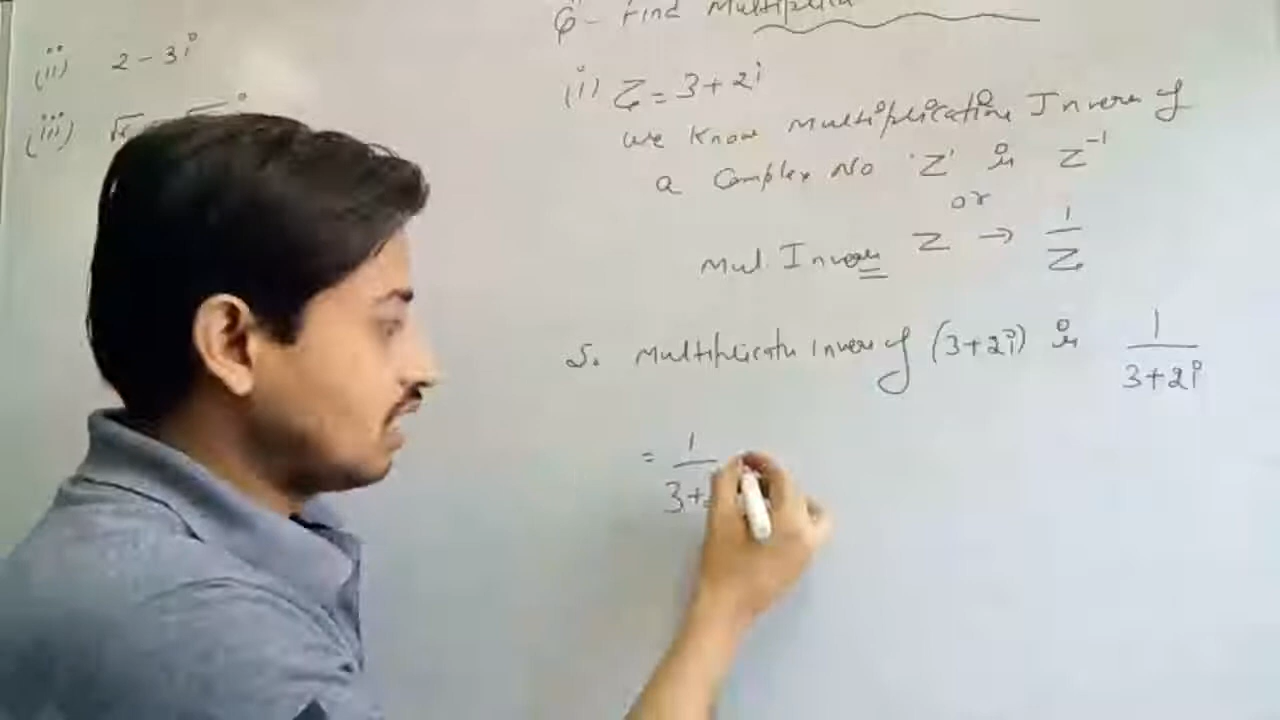 (ii) 2 - 3i
(iii)
Q - Find
(i) Z = 3 + 2i
we know Multiplicative Inverse of
a Complex No 'Z' is Z⁻¹
or
Mul. Inverse Z → 1/Z
So Multiplicative Inverse of (3+2i) is 1/(3+2i)
= 1/(3+